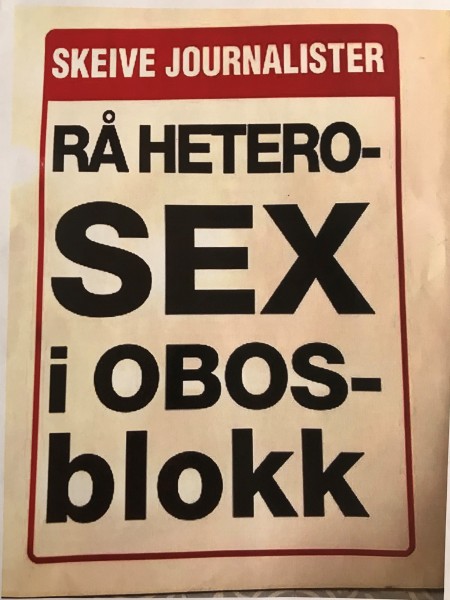 SKEIVE JOURNALISTER
RÅ HETERO-
SEX
i OBOS-
blokk